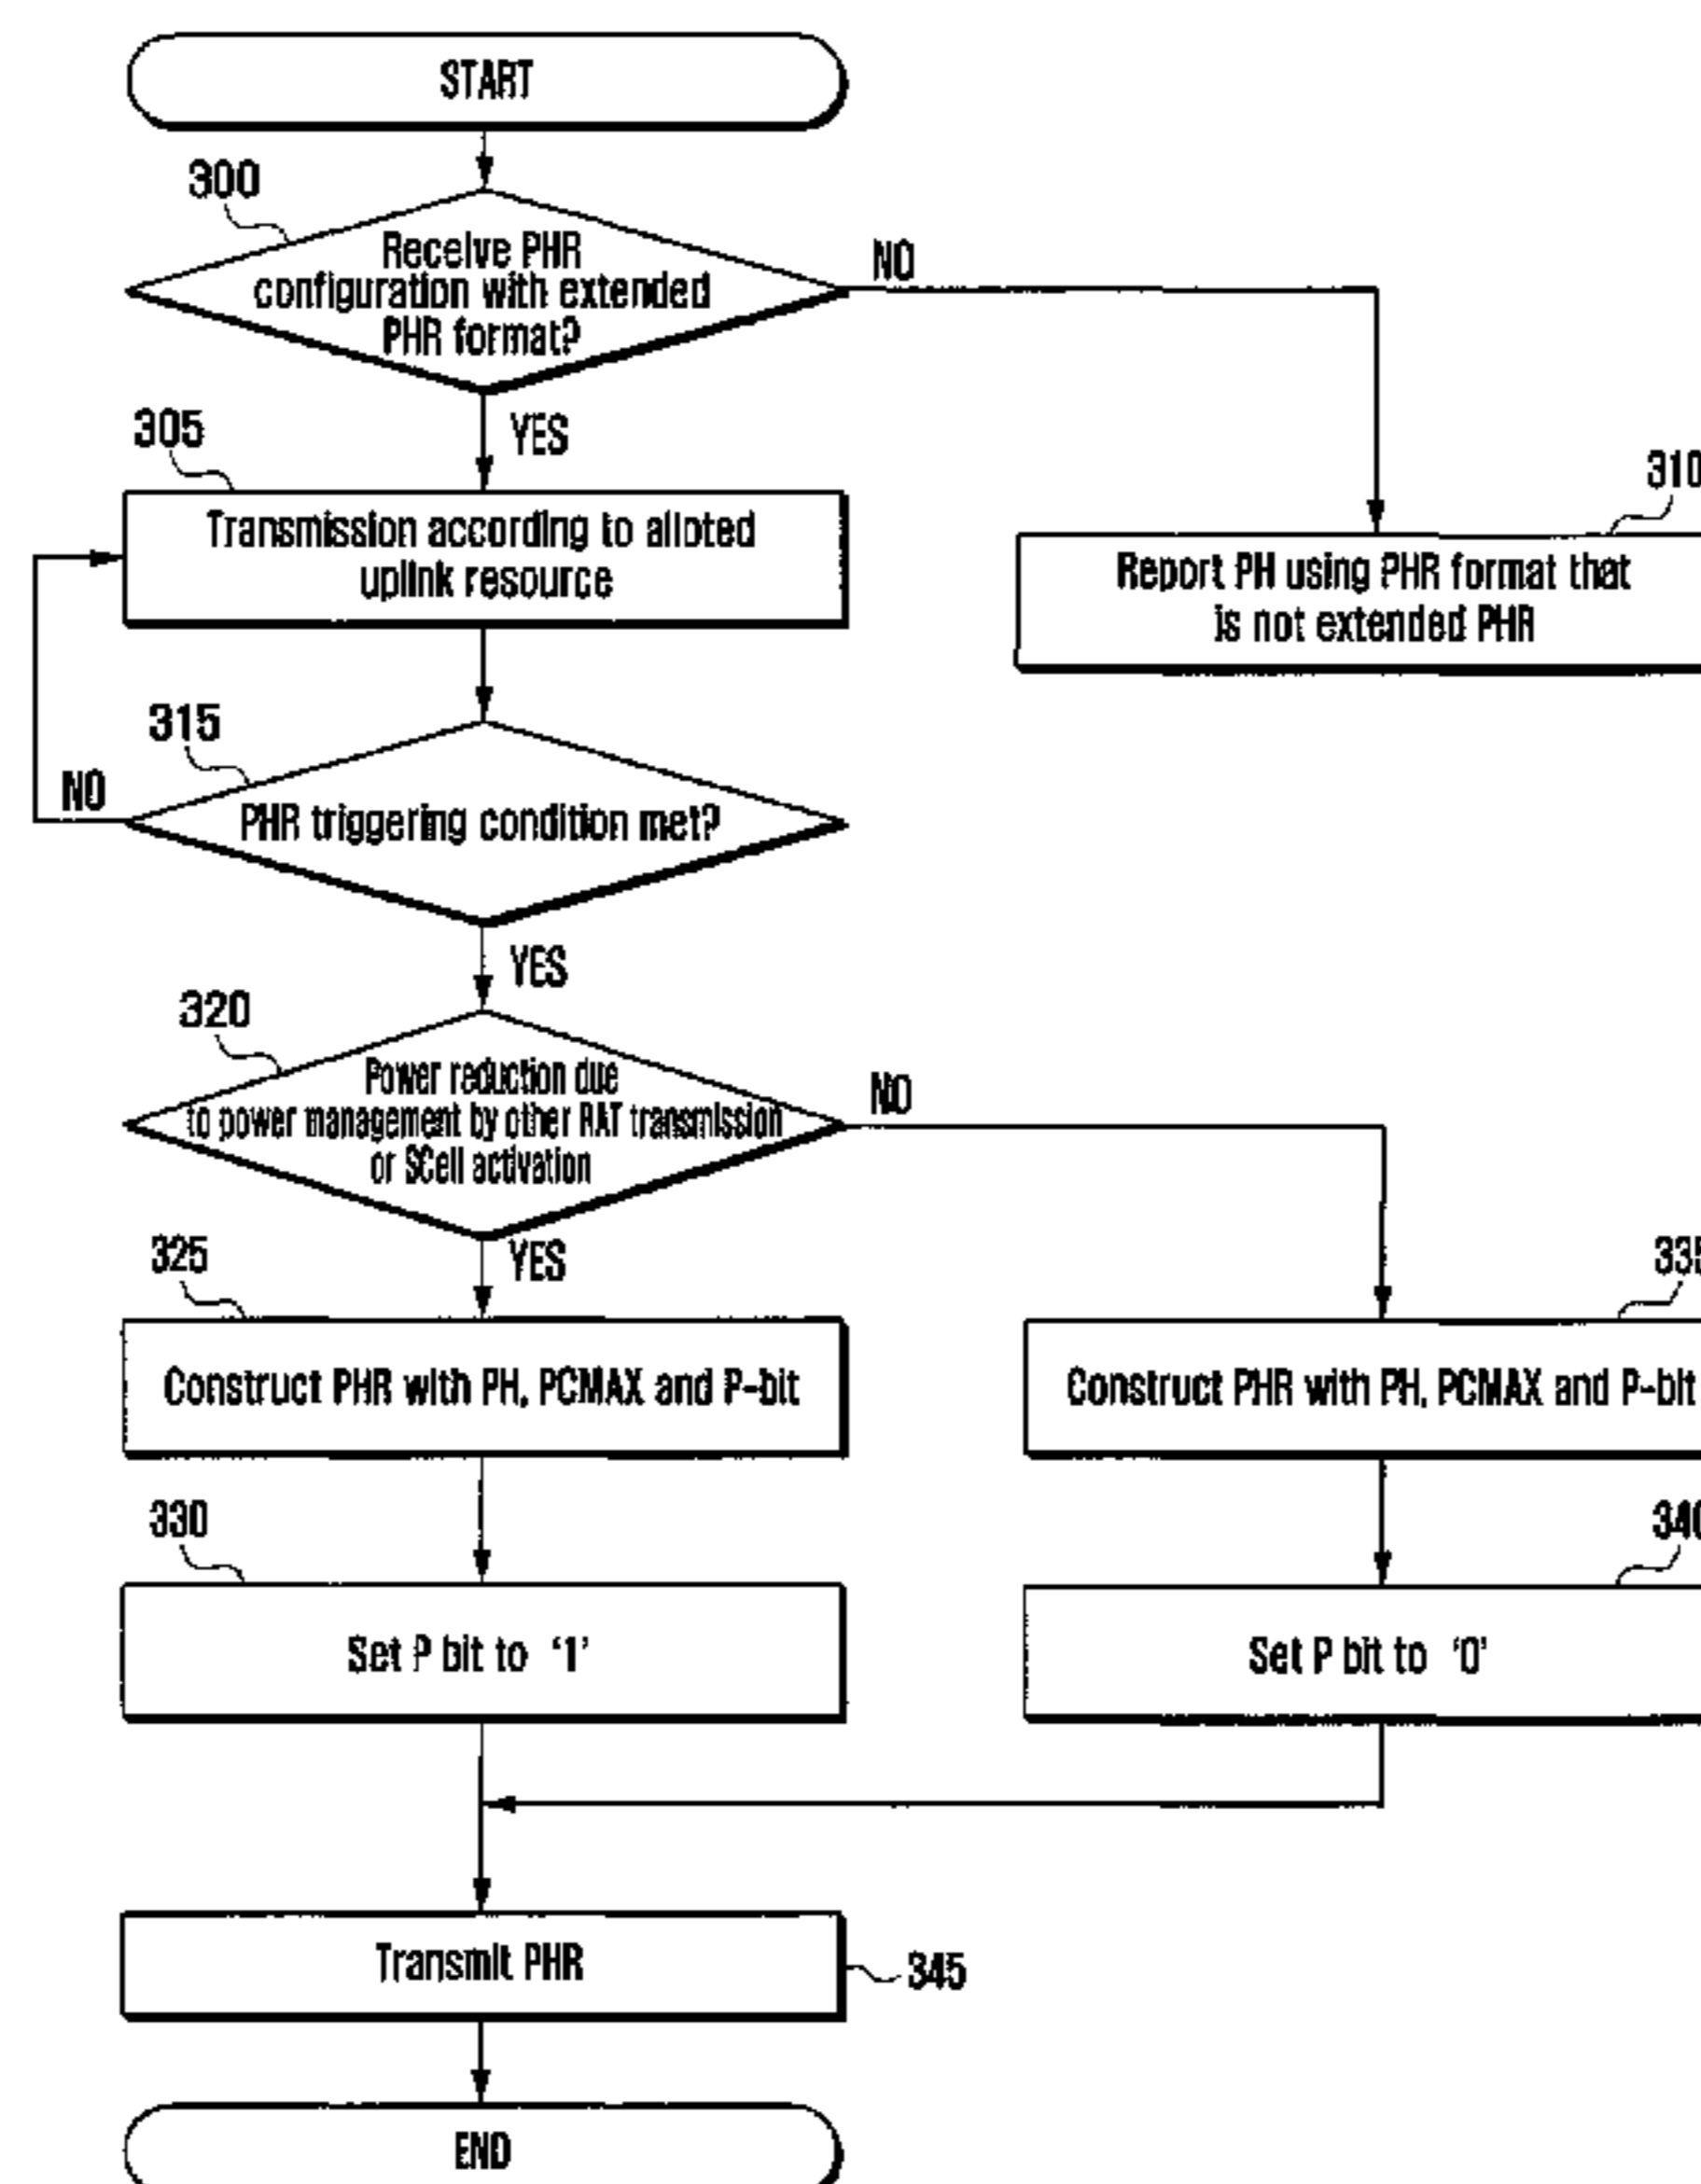 START
300
Receive PHR
configuration with extended
PHR format?
NO
YES
305
Transmission according to alloted
uplink resource
310
Report PH using PHR format that
is not extended PHR
315
NO
PHR triggering condition met?
YES
320
Power reduction due
to power management by other RAT transmission
or SCell activation
NO
YES
325
Construct PHR with PH, PCMAX and P-bit
335
Construct PHR with PH, PCMAX and P-bit
330
Set P bit to '1'
340
Set P bit to '0'
Transmit PHR
345
END